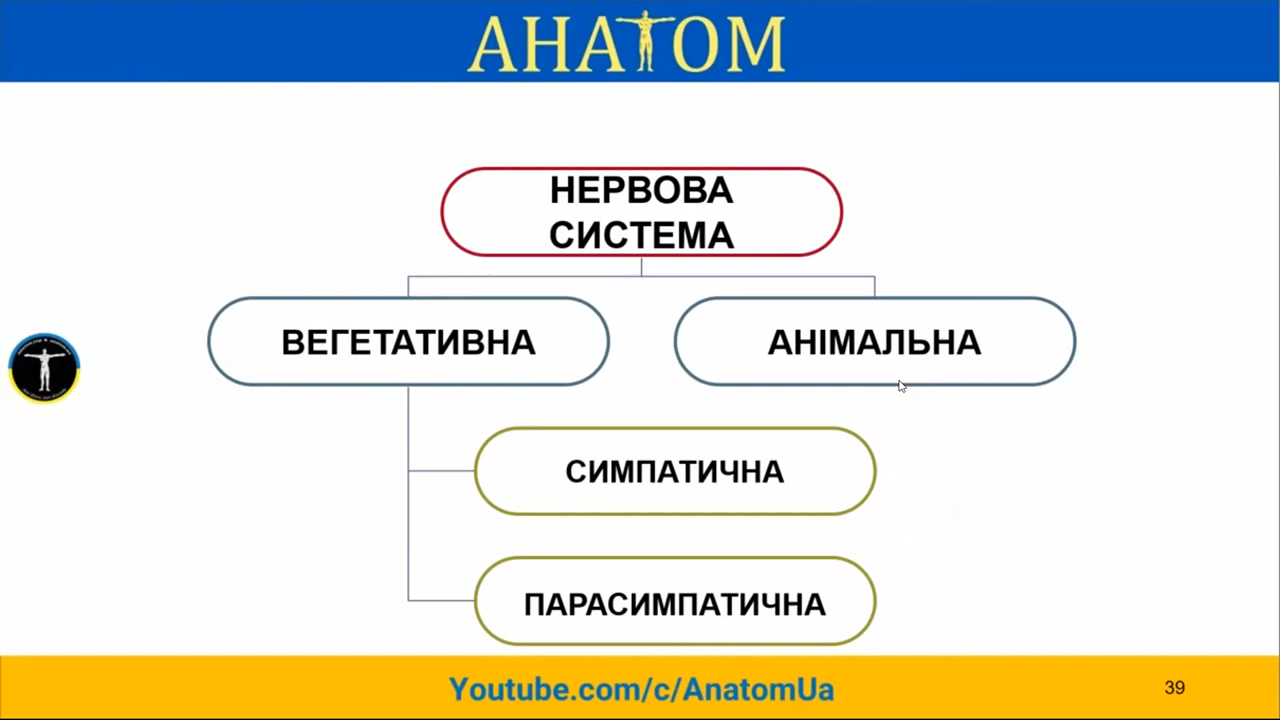 АНАТОМ
НЕРВОВА
СИСТЕМА
ВЕГЕТАТИВНА
АНІМАЛЬНА
СИМПАТИЧНА
ПАРАСИМПАТИЧНА
Youtube.com/c/AnatomUa
39